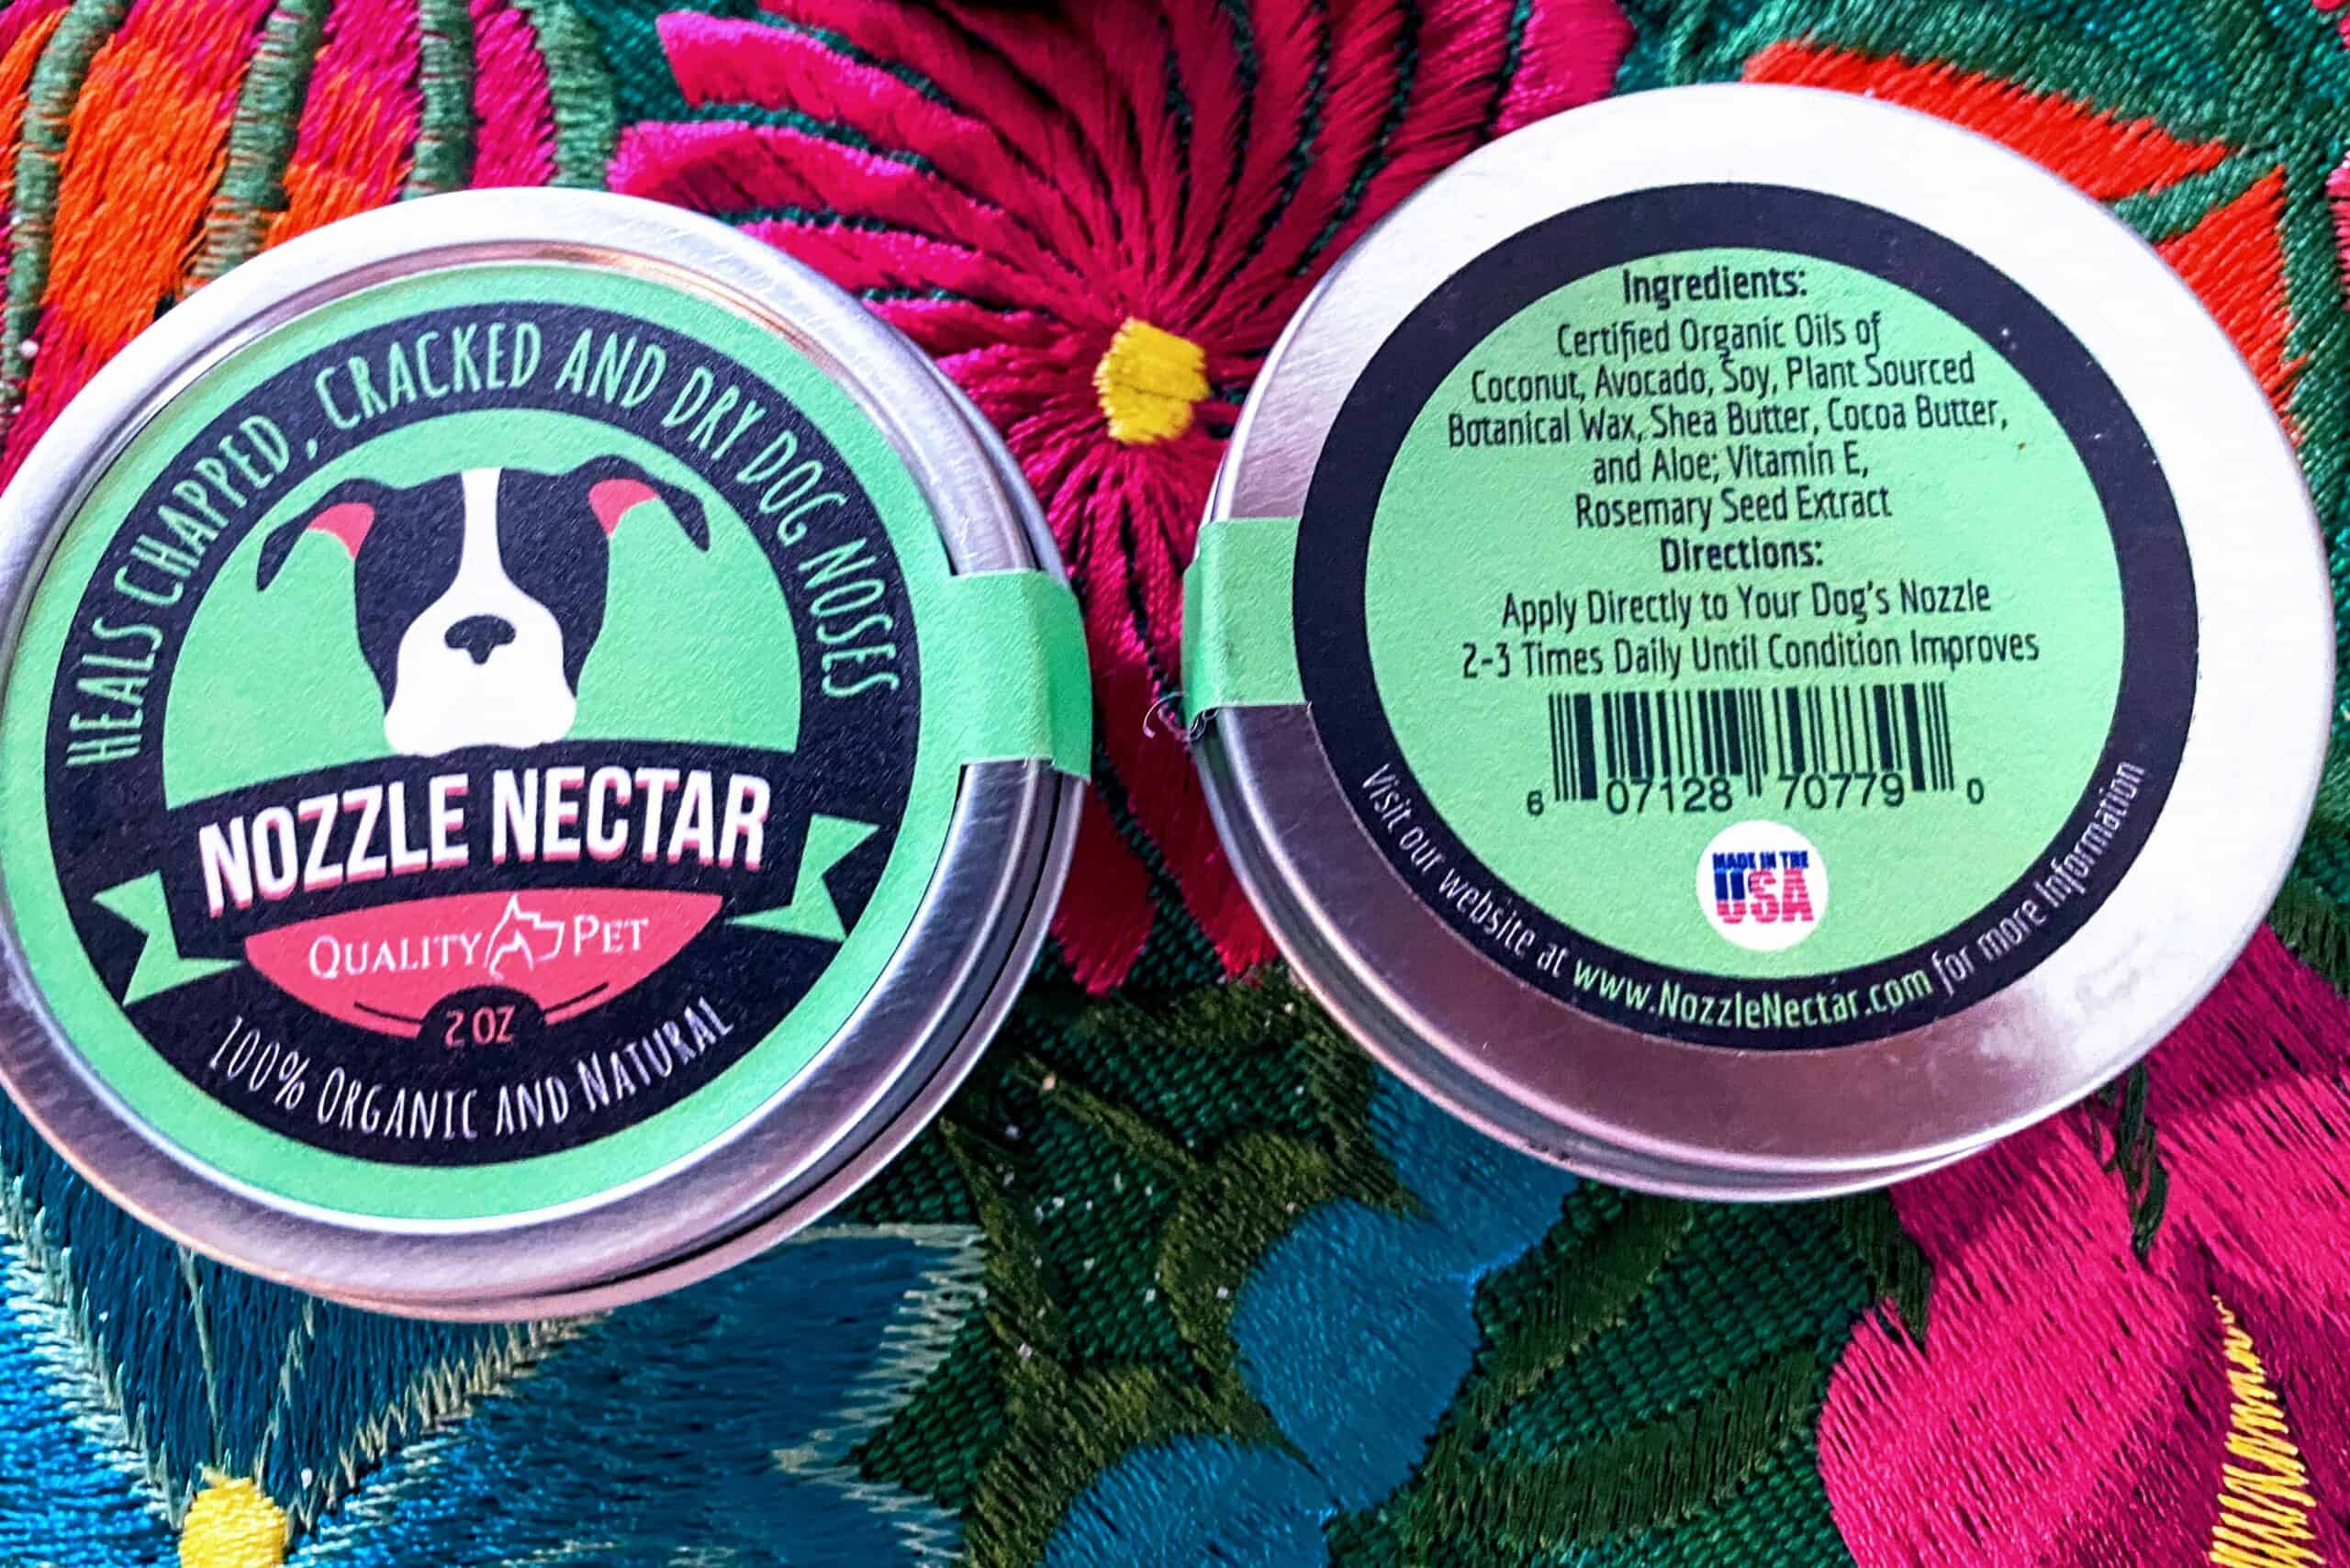 HEALS CHAPPED, CRACKED AND DRY DOG NOSES
NOZZLE NECTAR
QUALITY PET
2 OZ
100% ORGANIC AND NATURAL
Ingredients:
Certified Organic Oils of
Coconut, Avocado, Soy, Plant Sourced
Botanical Wax, Shea Butter, Cocoa Butter,
and Aloe; Vitamin E,
Rosemary Seed Extract
Directions:
Apply Directly to Your Dog's Nozzle
2-3 Times Daily Until Condition Improves
6 07128 70779 0
MADE IN THE
USA
Visit our website at www.NozzleNectar.com for more Information